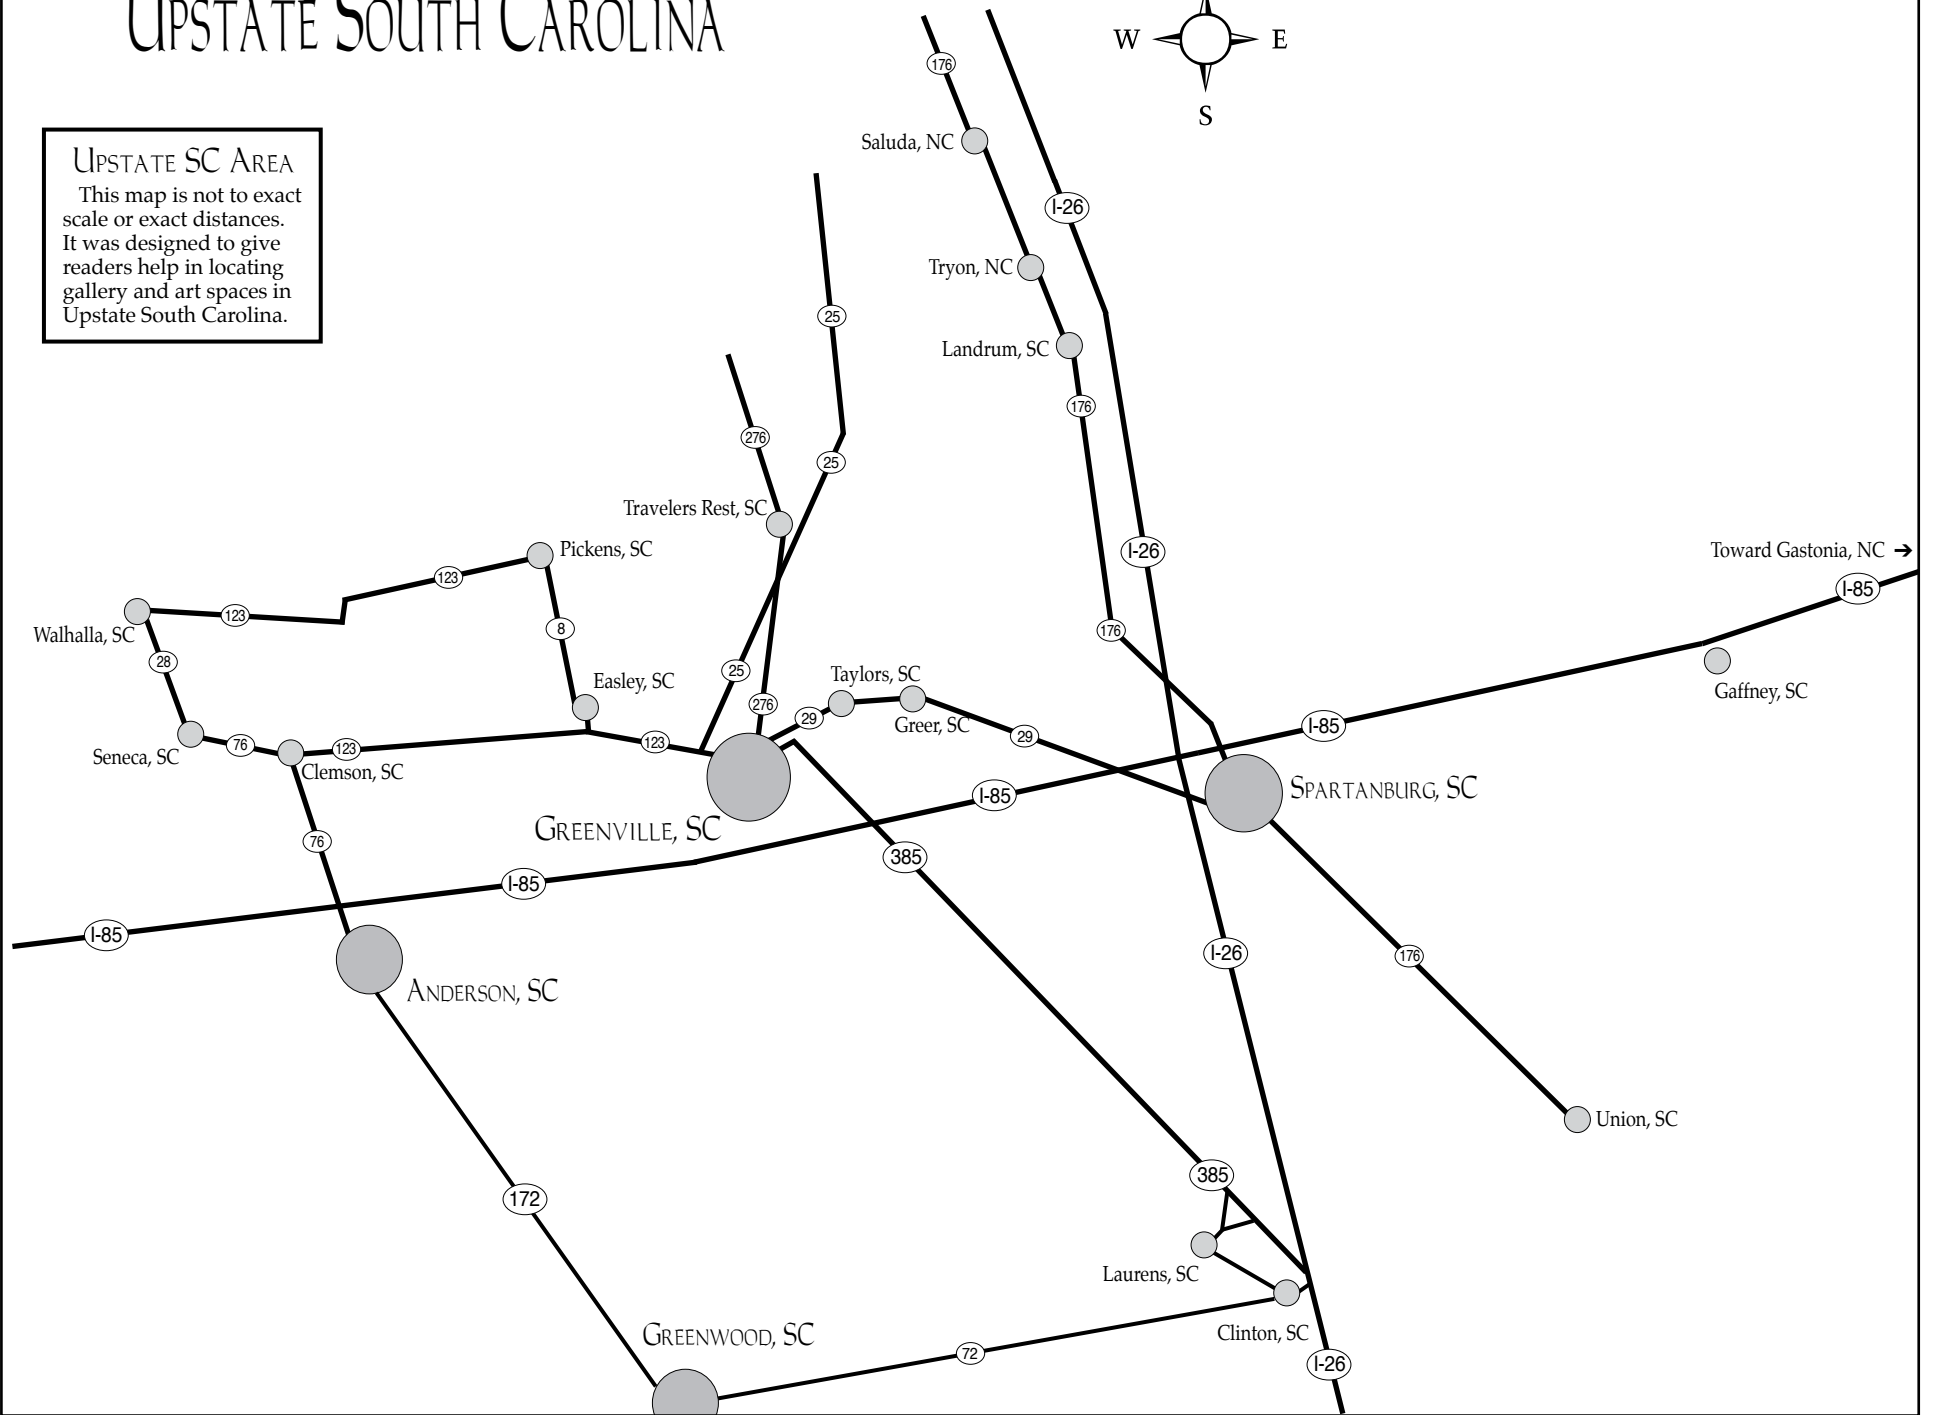 UPSTATE SOUTH CAROLINA
W
E
S
176
Saluda, NC
UPSTATE SC AREA
This map is not to exact
scale or exact distances.
It was designed to give
readers help in locating
gallery and art spaces in
Upstate South Carolina.
I-26
Tryon, NC
25
Landrum, SC
176
276
25
Travelers Rest, SC
Pickens, SC
I-26
Toward Gastonia, NC ➔
123
I-85
123
8
176
Walhalla, SC
28
25
Easley, SC
Taylors, SC
Gaffney, SC
276
29
Greer, SC
I-85
29
76
123
123
Seneca, SC
Clemson, SC
SPARTANBURG, SC
I-85
GREENVILLE, SC
76
385
I-85
I-85
I-26
176
ANDERSON, SC
Union, SC
385
172
Laurens, SC
GREENWOOD, SC
Clinton, SC
72
I-26